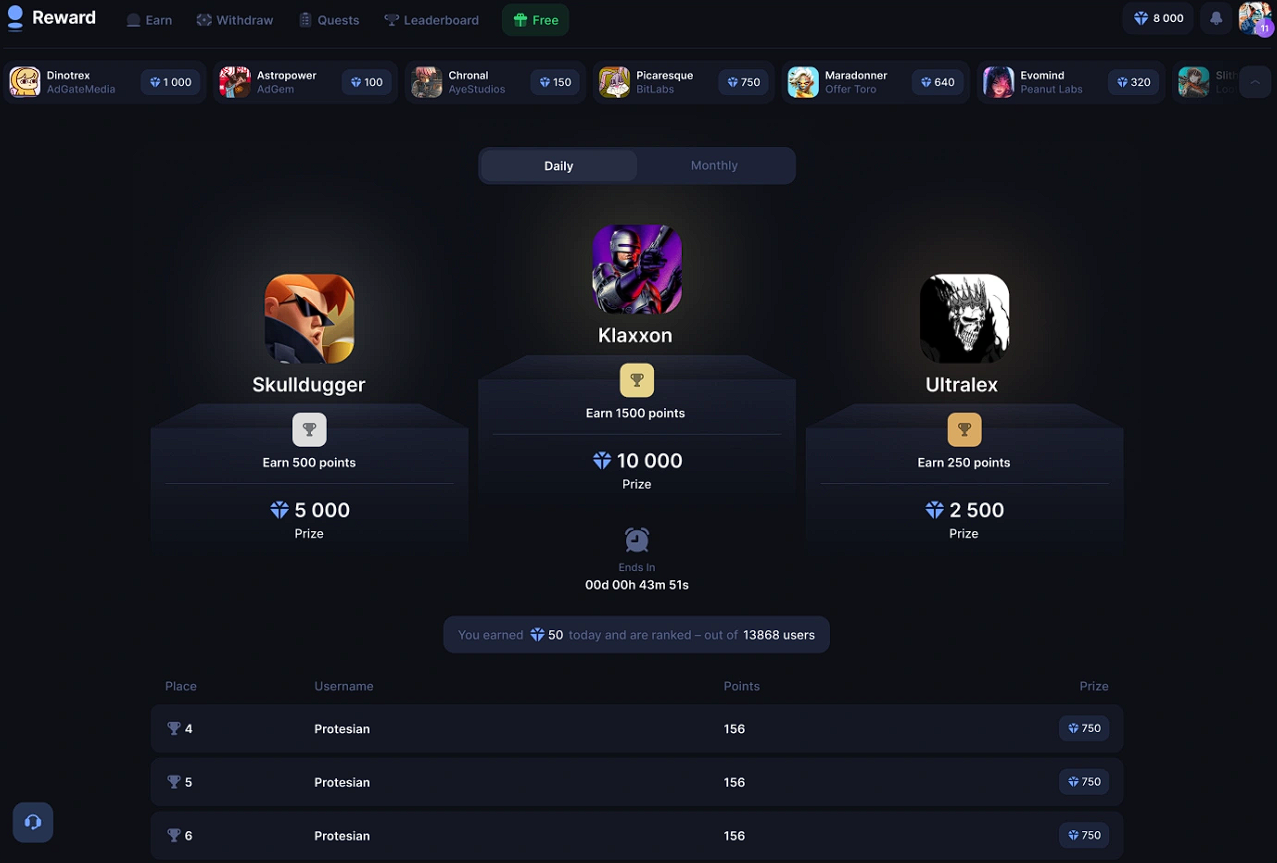 Reward
Earn
Withdraw
Quests
Leaderboard
Free
8 000
11
Dinotrex
AdGateMedia
1 000
Astropower
AdGem
100
Chronal
AyeStudios
150
Picaresque
BitLabs
750
Maradonner
Offer Toro
640
Evomind
Peanut Labs
320
Daily
Monthly
Klaxxon
Earn 1500 points
10 000
Prize
Skulldugger
Earn 500 points
5 000
Prize
Ultralex
Earn 250 points
2 500
Prize
Ends In
00d 00h 43m 51s
You earned 50 today and are ranked – out of 13868 users
Place Username Points Prize
4 Protesian 156 750
5 Protesian 156 750
6 Protesian 156 750